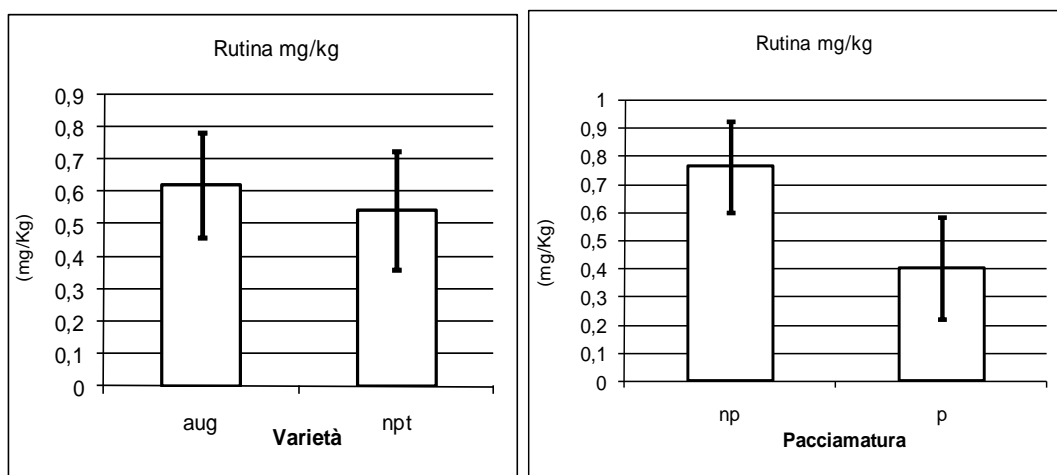 Rutina mg/kg
0,9
0,8
0,7
0,6
0,5
0,4
0,3
0,2
0,1
0
(mg/Kg)
aug
npt
Varietà
Rutina mg/kg
1
0,9
0,8
0,7
0,6
0,5
0,4
0,3
0,2
0,1
0
(mg/Kg)
np
p
Pacciamatura